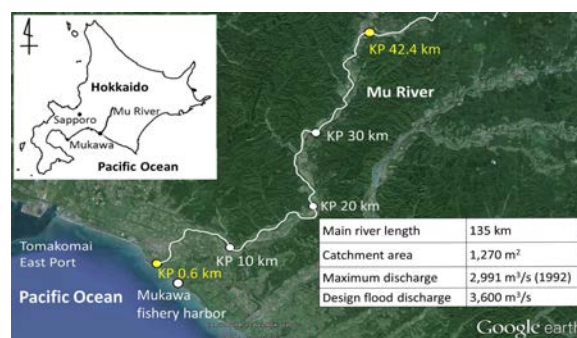 4
Hokkaido
Sapporo
Mu River
Mukawa
Pacific Ocean
KP 42.4 km
Mu River
KP 30 km
KP 20 km
KP 10 km
KP 0.6 km
Tomakomai
East Port
Pacific Ocean
Mukawa
fishery harbor
Main river length 135 km
Catchment area 1,270 m²
Maximum discharge 2,991 m³/s (1992)
Design flood discharge 3,600 m³/s
Google earth